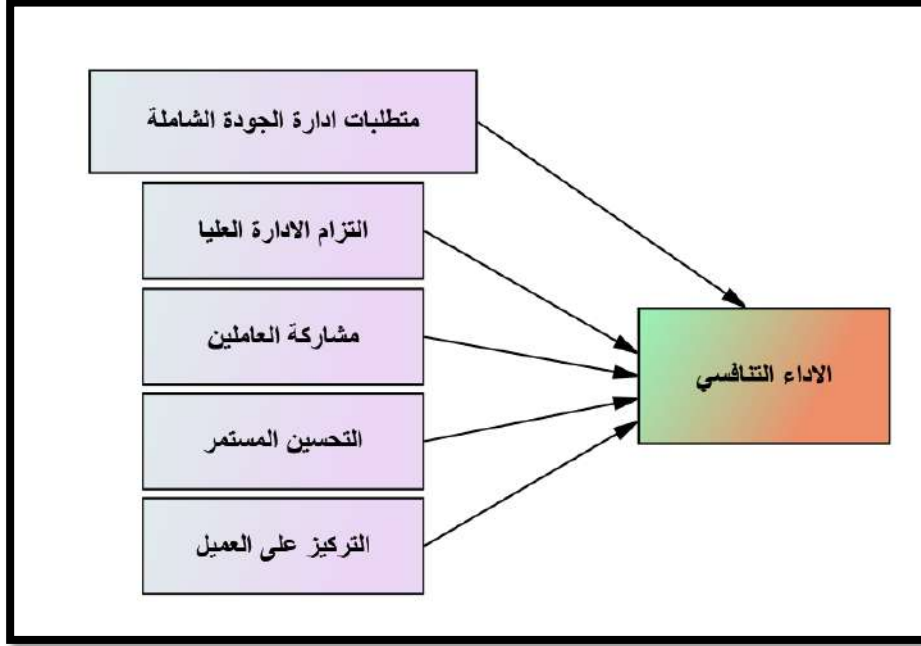 متطلبات ادارة الجودة الشاملة
التزام الادارة العليا
مشاركة العاملين
التحسين المستمر
التركيز على العميل
الاداء التنافسي